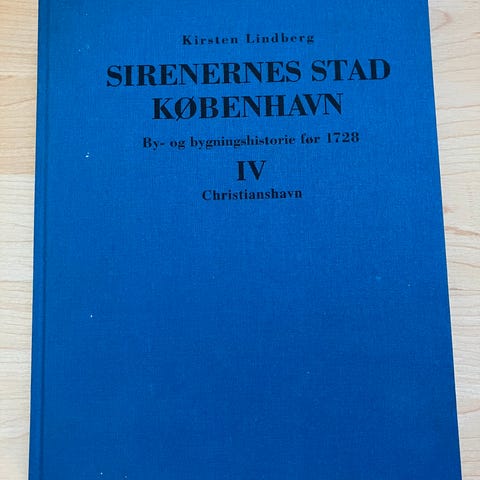 Kirsten Lindberg
SIRENERNES STAD
KØBENHAVN
By- og bygningshistorie før 1728
IV
Christianshavn